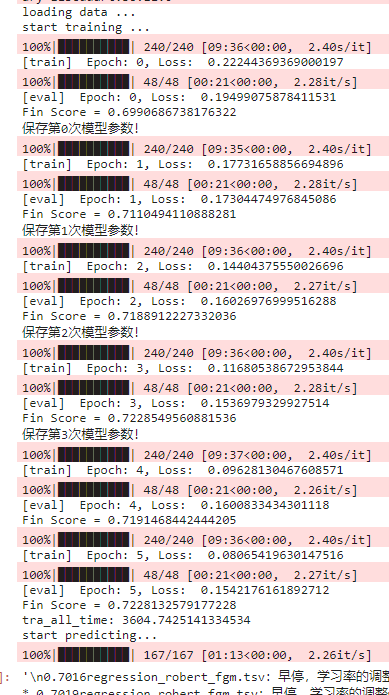 loading data ...
start training ...
100%|██████████| 240/240 [09:36<00:00,  2.40s/it]
[train]  Epoch: 0, Loss:  0.22244369369000197
100%|██████████| 48/48 [00:21<00:00,  2.28it/s]
[eval]  Epoch: 0, Loss:  0.19499075878411531
Fin Score = 0.6990686738176322
保存第0次模型参数!
100%|██████████| 240/240 [09:35<00:00,  2.40s/it]
[train]  Epoch: 1, Loss:  0.17731658856694896
100%|██████████| 48/48 [00:21<00:00,  2.28it/s]
[eval]  Epoch: 1, Loss:  0.17304474976845086
Fin Score = 0.7110494110888281
保存第1次模型参数!
100%|██████████| 240/240 [09:36<00:00,  2.40s/it]
[train]  Epoch: 2, Loss:  0.14404375550026696
100%|██████████| 48/48 [00:21<00:00,  2.27it/s]
[eval]  Epoch: 2, Loss:  0.16026976999516288
Fin Score = 0.7188912227332036
保存第2次模型参数!
100%|██████████| 240/240 [09:36<00:00,  2.40s/it]
[train]  Epoch: 3, Loss:  0.11680538672953844
100%|██████████| 48/48 [00:21<00:00,  2.28it/s]
[eval]  Epoch: 3, Loss:  0.1536979329927514
Fin Score = 0.7228549560881536
保存第3次模型参数!
100%|██████████| 240/240 [09:37<00:00,  2.40s/it]
[train]  Epoch: 4, Loss:  0.09628130467608571
100%|██████████| 48/48 [00:21<00:00,  2.26it/s]
[eval]  Epoch: 4, Loss:  0.1600833434301118
Fin Score = 0.7191468442444205
100%|██████████| 240/240 [09:36<00:00,  2.40s/it]
[train]  Epoch: 5, Loss:  0.08065419630147516
100%|██████████| 48/48 [00:21<00:00,  2.27it/s]
[eval]  Epoch: 5, Loss:  0.1542176161892712
Fin Score = 0.7228132579177228
tra_all_time: 3604.7425141334534
start predicting...
100%|██████████| 167/167 [01:13<00:00,  2.26it/s]
]: '\n0.7016regression_robert_fgm.tsv: 早停，学习率的调整